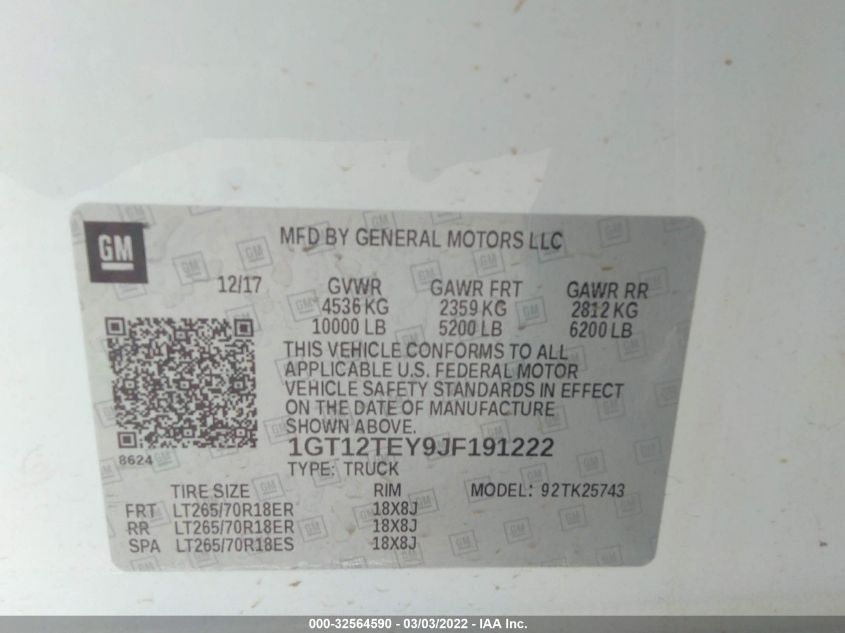 GM
MFD BY GENERAL MOTORS LLC
12/17 GVWR GAWR FRT GAWR RR
4536 KG 2359 KG 2812 KG
10000 LB 5200 LB 6200 LB
THIS VEHICLE CONFORMS TO ALL
APPLICABLE U.S. FEDERAL MOTOR
VEHICLE SAFETY STANDARDS IN EFFECT
ON THE DATE OF MANUFACTURE
SHOWN ABOVE.
8624
1GT12TEY9JF191222
TYPE: TRUCK
TIRE SIZE RIM MODEL: 92TK25743
FRT LT265/70R18ER 18X8J
RR LT265/70R18ER 18X8J
SPA LT265/70R18ES 18X8J
000-32564590 - 03/03/2022 - IAA Inc.